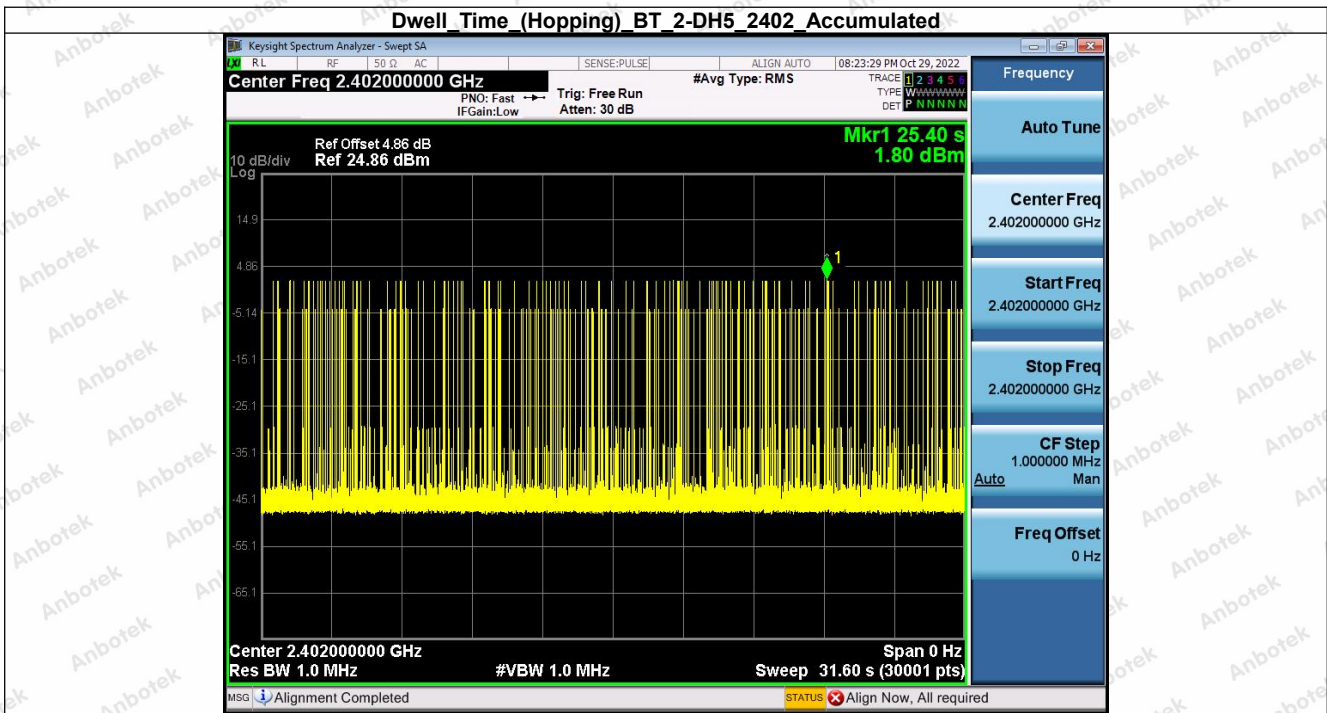 Dwell_Time_(Hopping)_BT_2-DH5_2402_Accumulated
Keysight Spectrum Analyzer - Swept SA
LXI RL RF 50 Ω AC SENSE:PULSE ALIGN AUTO 08:23:29 PM Oct 29, 2022
Center Freq 2.402000000 GHz
#Avg Type: RMS
TRACE 1 2 3 4 5 6
TYPE WWWWWW
DET P N N N N N
PNO: Fast
IFGain:Low
Trig: Free Run
Atten: 30 dB
Frequency
Mkr1 25.40 s
1.80 dBm
Ref Offset 4.86 dB
Ref 24.86 dBm
10 dB/div
Log
14.9
4.86
-5.14
-15.1
-25.1
-35.1
-45.1
-55.1
-65.1
1
Center 2.402000000 GHz
Span 0 Hz
Res BW 1.0 MHz
#VBW 1.0 MHz
Sweep 31.60 s (30001 pts)
Auto Tune
Center Freq
2.402000000 GHz
Start Freq
2.402000000 GHz
Stop Freq
2.402000000 GHz
CF Step
1.000000 MHz
Auto Man
Freq Offset
0 Hz
MSG Alignment Completed
STATUS Align Now, All required
Anbotek